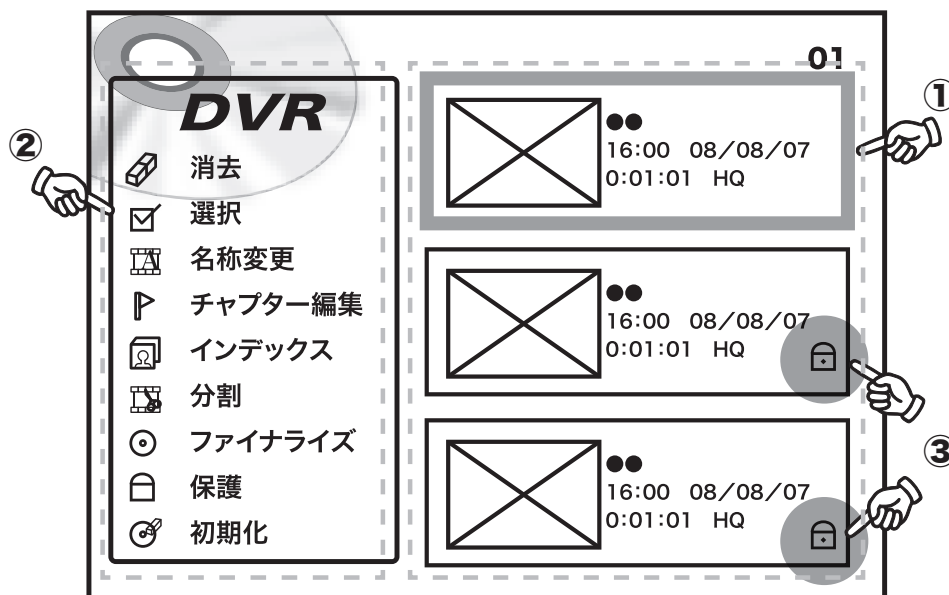 01
①
②
DVR
消去
選択
名称変更
チャプター編集
インデックス
分割
ファイナライズ
保護
初期化
●●
16:00 08/08/07
0:01:01 HQ
●●
16:00 08/08/07
0:01:01 HQ
③
●●
16:00 08/08/07
0:01:01 HQ